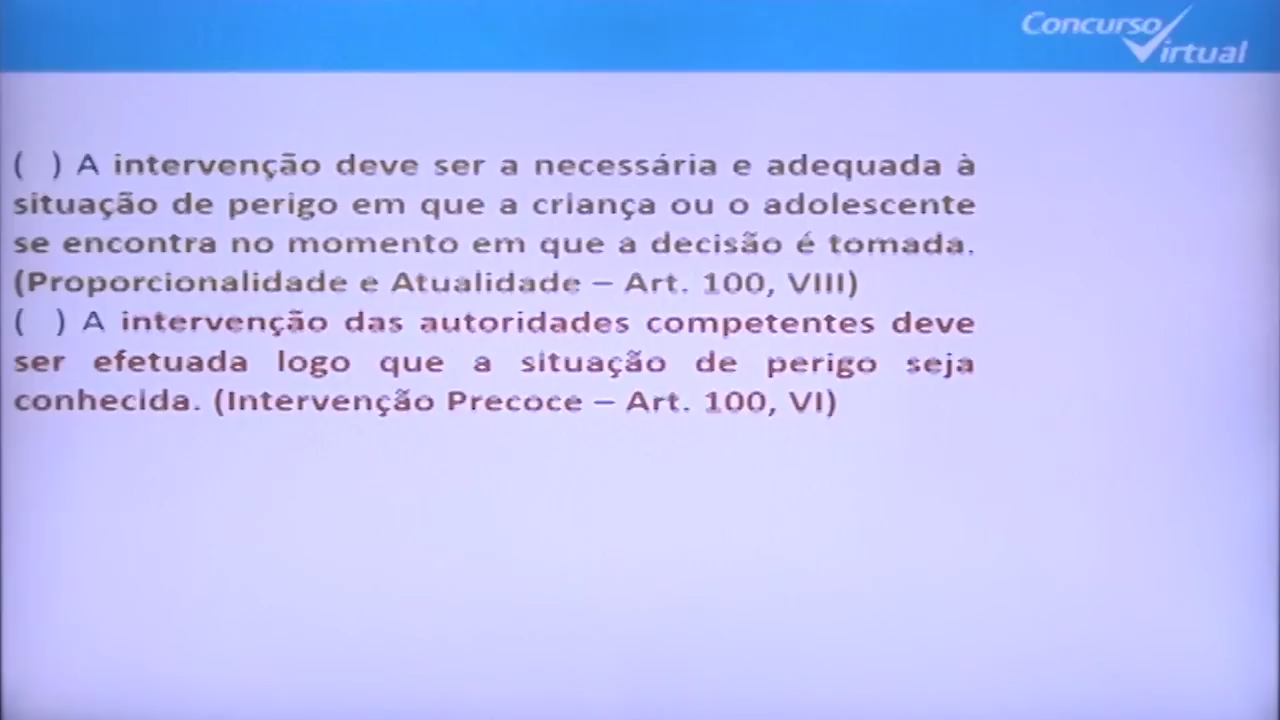 Concurso
Virtual
( ) A intervenção deve ser a necessária e adequada à
situação de perigo em que a criança ou o adolescente
se encontra no momento em que a decisão é tomada.
(Proporcionalidade e Atualidade – Art. 100, VIII)
( ) A intervenção das autoridades competentes deve
ser efetuada logo que a situação de perigo seja
conhecida. (Intervenção Precoce – Art. 100, VI)